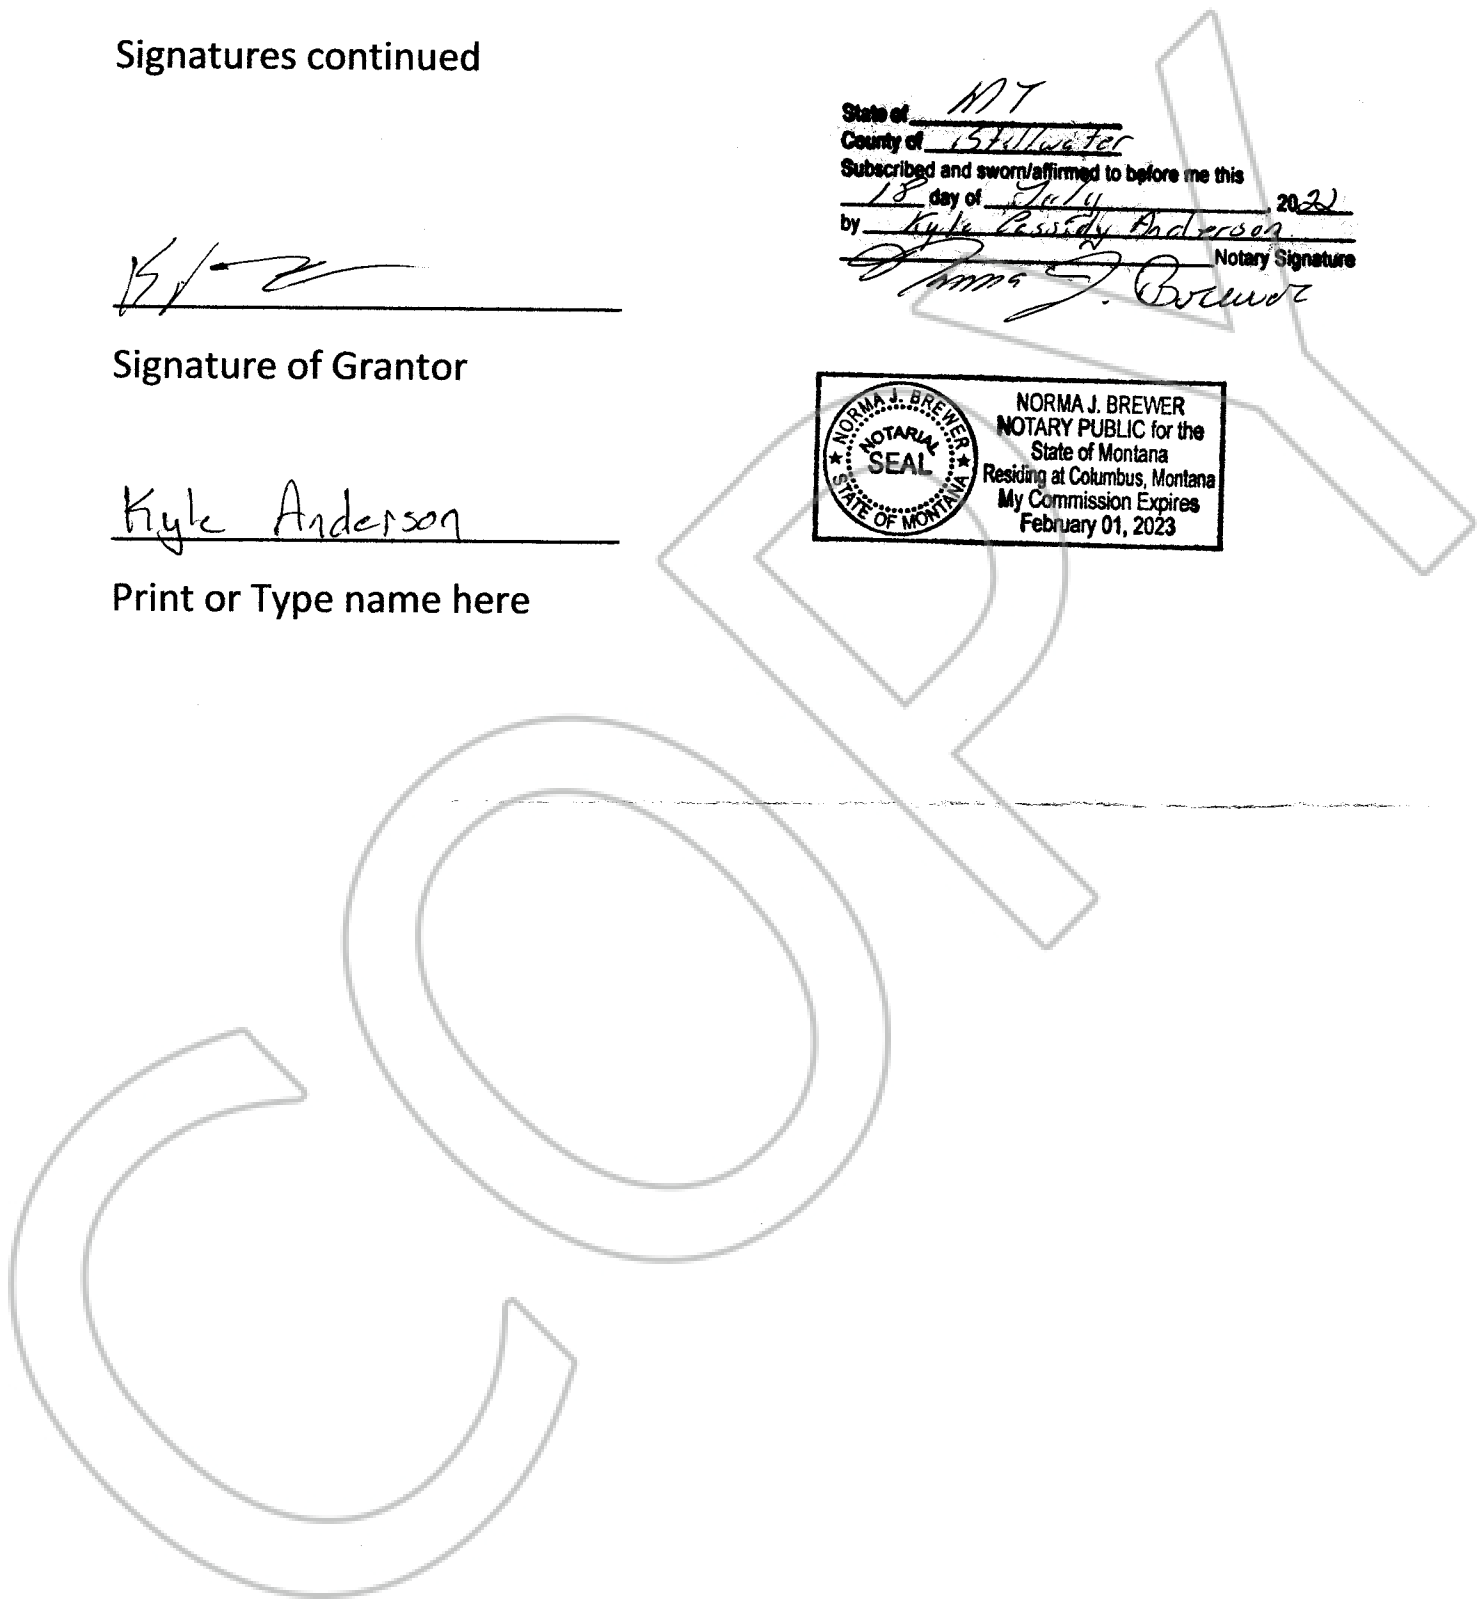 Signatures continued
State of MT
County of Stillwater
Subscribed and sworn/affirmed to before me this
18 day of July, 2022
by Kyle Cassidy Anderson
Notary Signature
Norma J. Brewer
Signature of Grantor
NORMA J. BREWER
NOTARIAL
SEAL
STATE OF MONTANA
NORMA J. BREWER
NOTARY PUBLIC for the
State of Montana
Residing at Columbus, Montana
My Commission Expires
February 01, 2023
Kyle Anderson
Print or Type name here
COPY